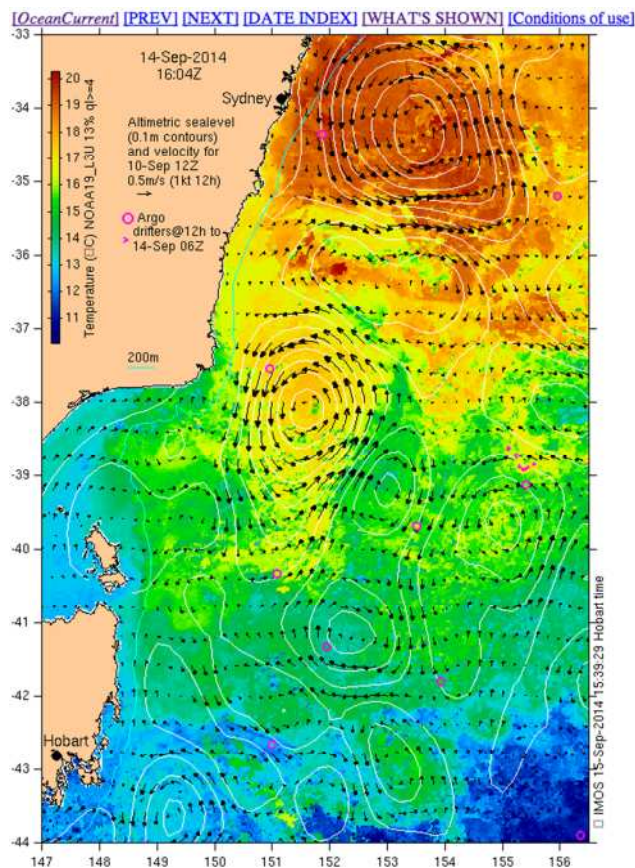 [OceanCurrent] [PREV] [NEXT] [DATE INDEX] [WHAT'S SHOWN] [Conditions of use]
14-Sep-2014
16:04Z
Sydney
Altimetric sealevel
(0.1m contours)
and velocity for
10-Sep 12Z
0.5m/s (1kt 12h)
Argo
drifters@12h to
14-Sep 06Z
200m
Hobart
20
19
18
17
16
15
14
13
12
11
Temperature (□C) NOAA19_L3U 13% ql>=4
-33
-34
-35
-36
-37
-38
-39
-40
-41
-42
-43
-44
147 148 149 150 151 152 153 154 155 156
□ IMOS 15-Sep-2014 15:39:29 Hobart time